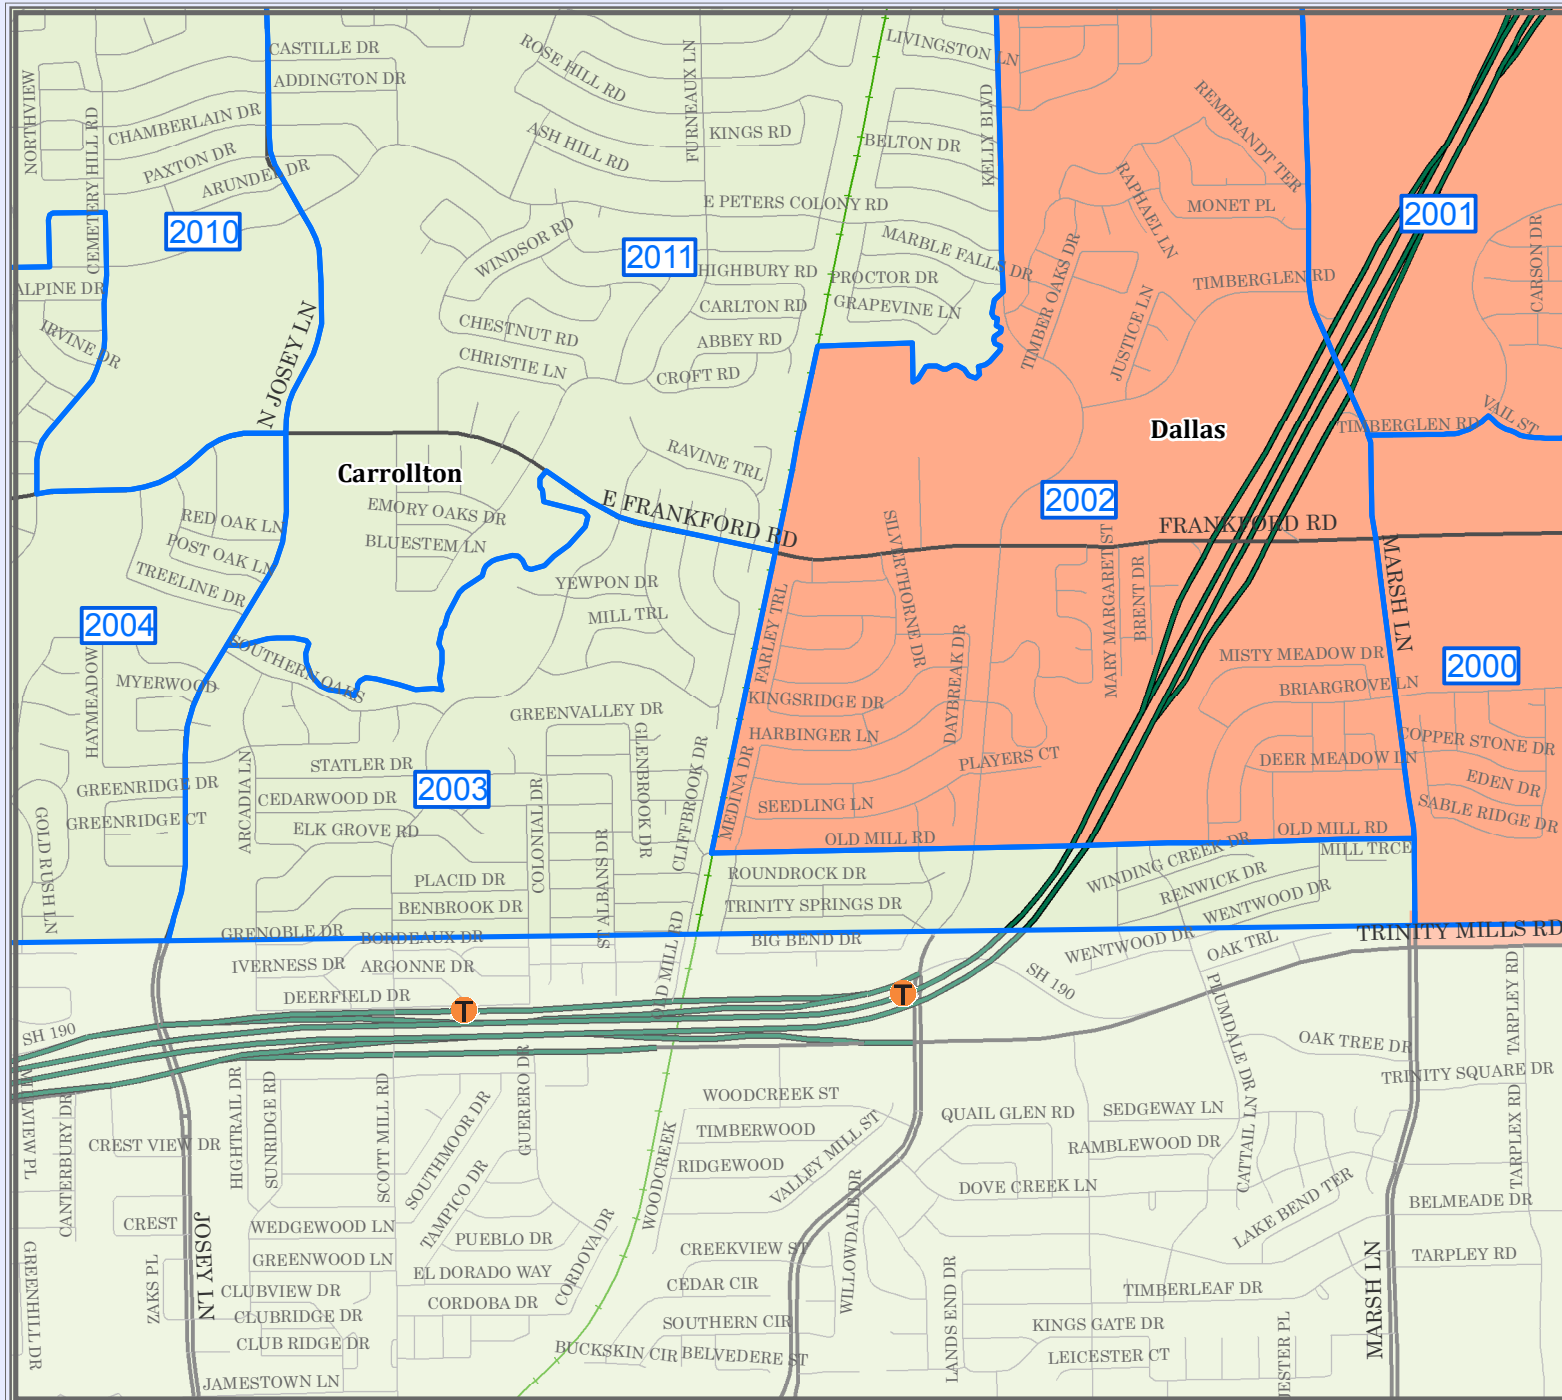 CASTILLE DR
ADDINGTON DR
NORTHVIEW
CHAMBERLAIN DR
CEMETERY HILL RD
PAXTON DR
ARUNDEL DR
2010
ALPINE DR
IRVINE DR
N JOSEY LN
ROSE HILL RD
FURNEAUX LN
ASH HILL RD
KINGS RD
E PETERS COLONY RD
WINDSOR RD
2011
HIGHBURY RD
CARLTON RD
ABBEY RD
CROFT RD
CHESTNUT RD
CHRISTIE LN
LIVINGSTON LN
BELTON DR
KELLY BLVD
MARBLE FALLS DR
PROCTOR DR
GRAPEVINE LN
REMBRANDT TER
RAPHAEL LN
MONET PL
TIMBER OAKS DR
JUSTICE LN
TIMBERGLEN RD
2001
CARSON DR
VAIL ST
TIMBERGLEN RD
Dallas
Carrollton
RAVINE TRL
E FRANKFORD RD
2002
FRANKFORD RD
RED OAK LN
POST OAK LN
TREELINE DR
EMORY OAKS DR
BLUESTEM LN
YEWPON DR
MILL TRL
2004
SOUTHERN OAKS
HAYMEADOW
MYERWOOD
FARLEY TRL
SILVERTHORNE DR
DAYBREAK DR
MARY MARGARET ST
BRENT DR
MARSH LN
MISTY MEADOW DR
BRIARGROVE LN
2000
KINGSRIDGE DR
HARBINGER LN
PLAYERS CT
MEDINA DR
SEEDLING LN
OLD MILL RD
DEER MEADOW LN
COPPER STONE DR
EDEN DR
SABLE RIDGE DR
OLD MILL RD
MILL TRCE
GREENVALLEY DR
GLENBROOK DR
CLIFFBROOK DR
STATLER DR
2003
CEDARWOOD DR
ELK GROVE RD
ARCADIA LN
COLONIAL DR
ST ALBANS DR
GREENRIDGE DR
GREENRIDGE CT
GOLD RUSH LN
PLACID DR
BENBROOK DR
GRENOBLE DR
BORDEAUX DR
IVERNESS DR
ARGONNE DR
DEERFIELD DR
OLD MILL RD
ROUNDROCK DR
TRINITY SPRINGS DR
BIG BEND DR
WINDING CREEK DR
RENWICK DR
WENTWOOD DR
WENTWOOD DR
OAK TRL
TRINITY MILLS RD
T
T
SH 190
SH 190
PLUMDALE DR
OAK TREE DR
TARPLEY RD
TRINITY SQUARE DR
CANTERBURY DR
CREST VIEW DR
HIGHTRAIL DR
SUNRIDGE RD
SCOTT MILL RD
SOUTHMOOR DR
GUERERO DR
TAMPICO DR
WOODCREEK ST
TIMBERWOOD
RIDGEWOOD
VALLEY MILL ST
WOODCREEK
QUAIL GLEN RD
SEDGEWAY LN
RAMBLEWOOD DR
CATTAIL LN
DOVE CREEK LN
LAKE BEND TER
TARPLEX RD
BELMEADE DR
TARPLEY RD
CREST
JOSEY LN
ZAKS PL
GREENHILL DR
WEDGEWOOD LN
GREENWOOD LN
CLUBVIEW DR
CLUBRIDGE DR
CLUB RIDGE DR
JAMESTOWN LN
PUEBLO DR
EL DORADO WAY
CORDOBA DR
CORDOVA DR
CREEKVIEW ST
CEDAR CIR
SOUTHERN CIR
BUCKSKIN CIR
BELVEDERE ST
WILLOWDALE DR
LANDS END DR
TIMBERLEAF DR
KINGS GATE DR
LEICESTER CT
JESTER PL
MARSH LN